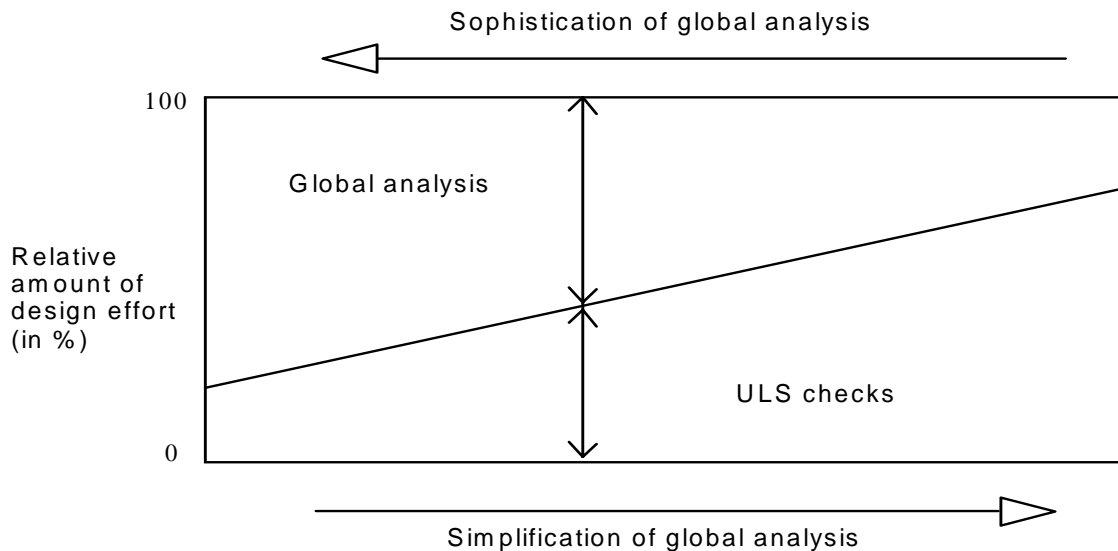 Sophistication of global analysis
100
Global analysis
Relative
amount of
design effort
(in %)
ULS checks
0
Simplification of global analysis